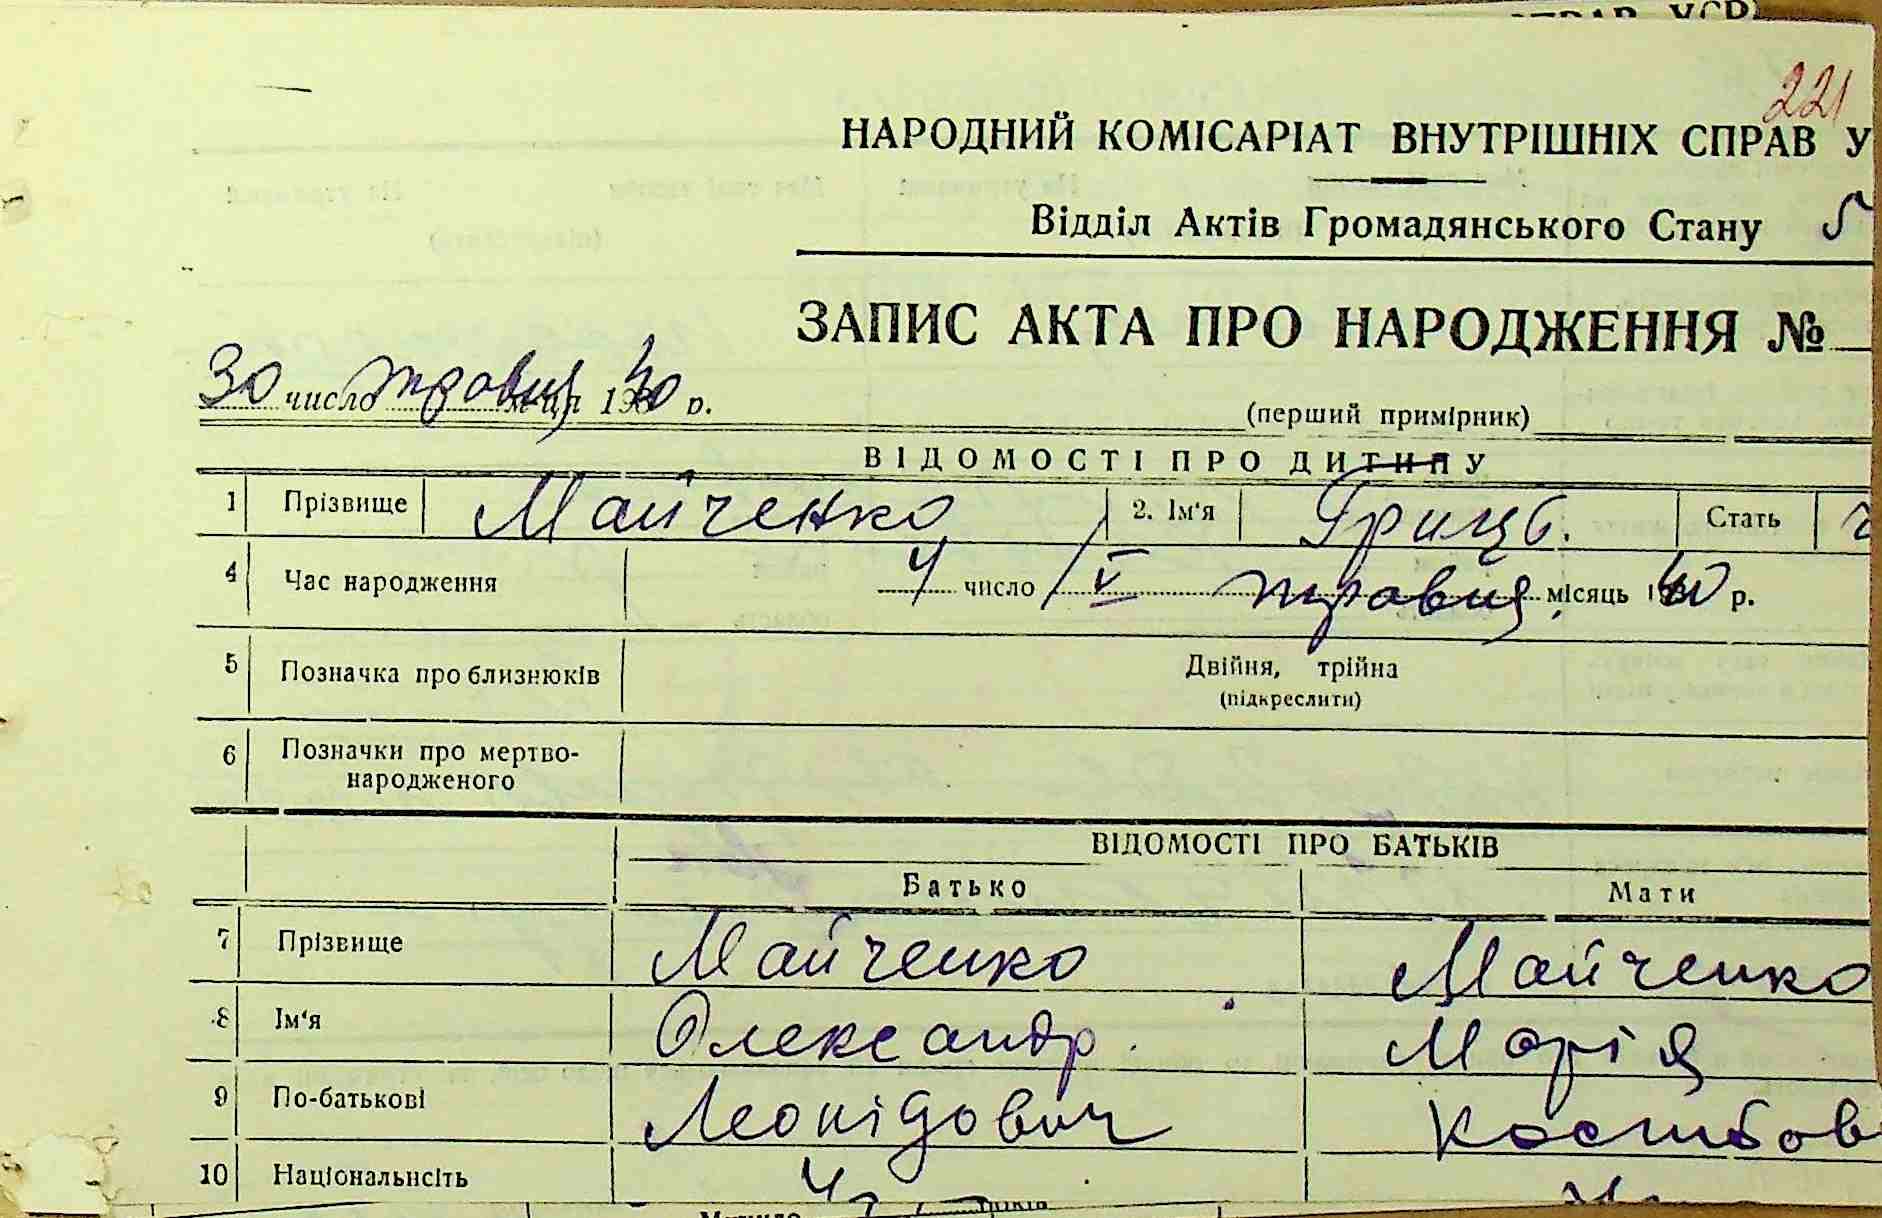 221
НАРОДНИЙ КОМІСАРІАТ ВНУТРІШНІХ СПРАВ У
Відділ Актів Громадянського Стану
ЗАПИС АКТА ПРО НАРОДЖЕННЯ №
30 число травня м-ця 1940 р.
(перший примірник)
ВІДОМОСТІ ПРО ДИТИНУ
1 Прізвище Майченко 2. Ім'я Гриць. Стать
4 Час народження 4 число V травня. місяць 1940 р.
5 Позначка про близнюків Двійня, трійня
(підкреслити)
6 Позначки про мертво-
народженого
ВІДОМОСТІ ПРО БАТЬКІВ
Батько Мати
7 Прізвище Майченко Майченко
8 Ім'я Олександр. Марія
9 По-батькові Леонідович
10 Національнсіть